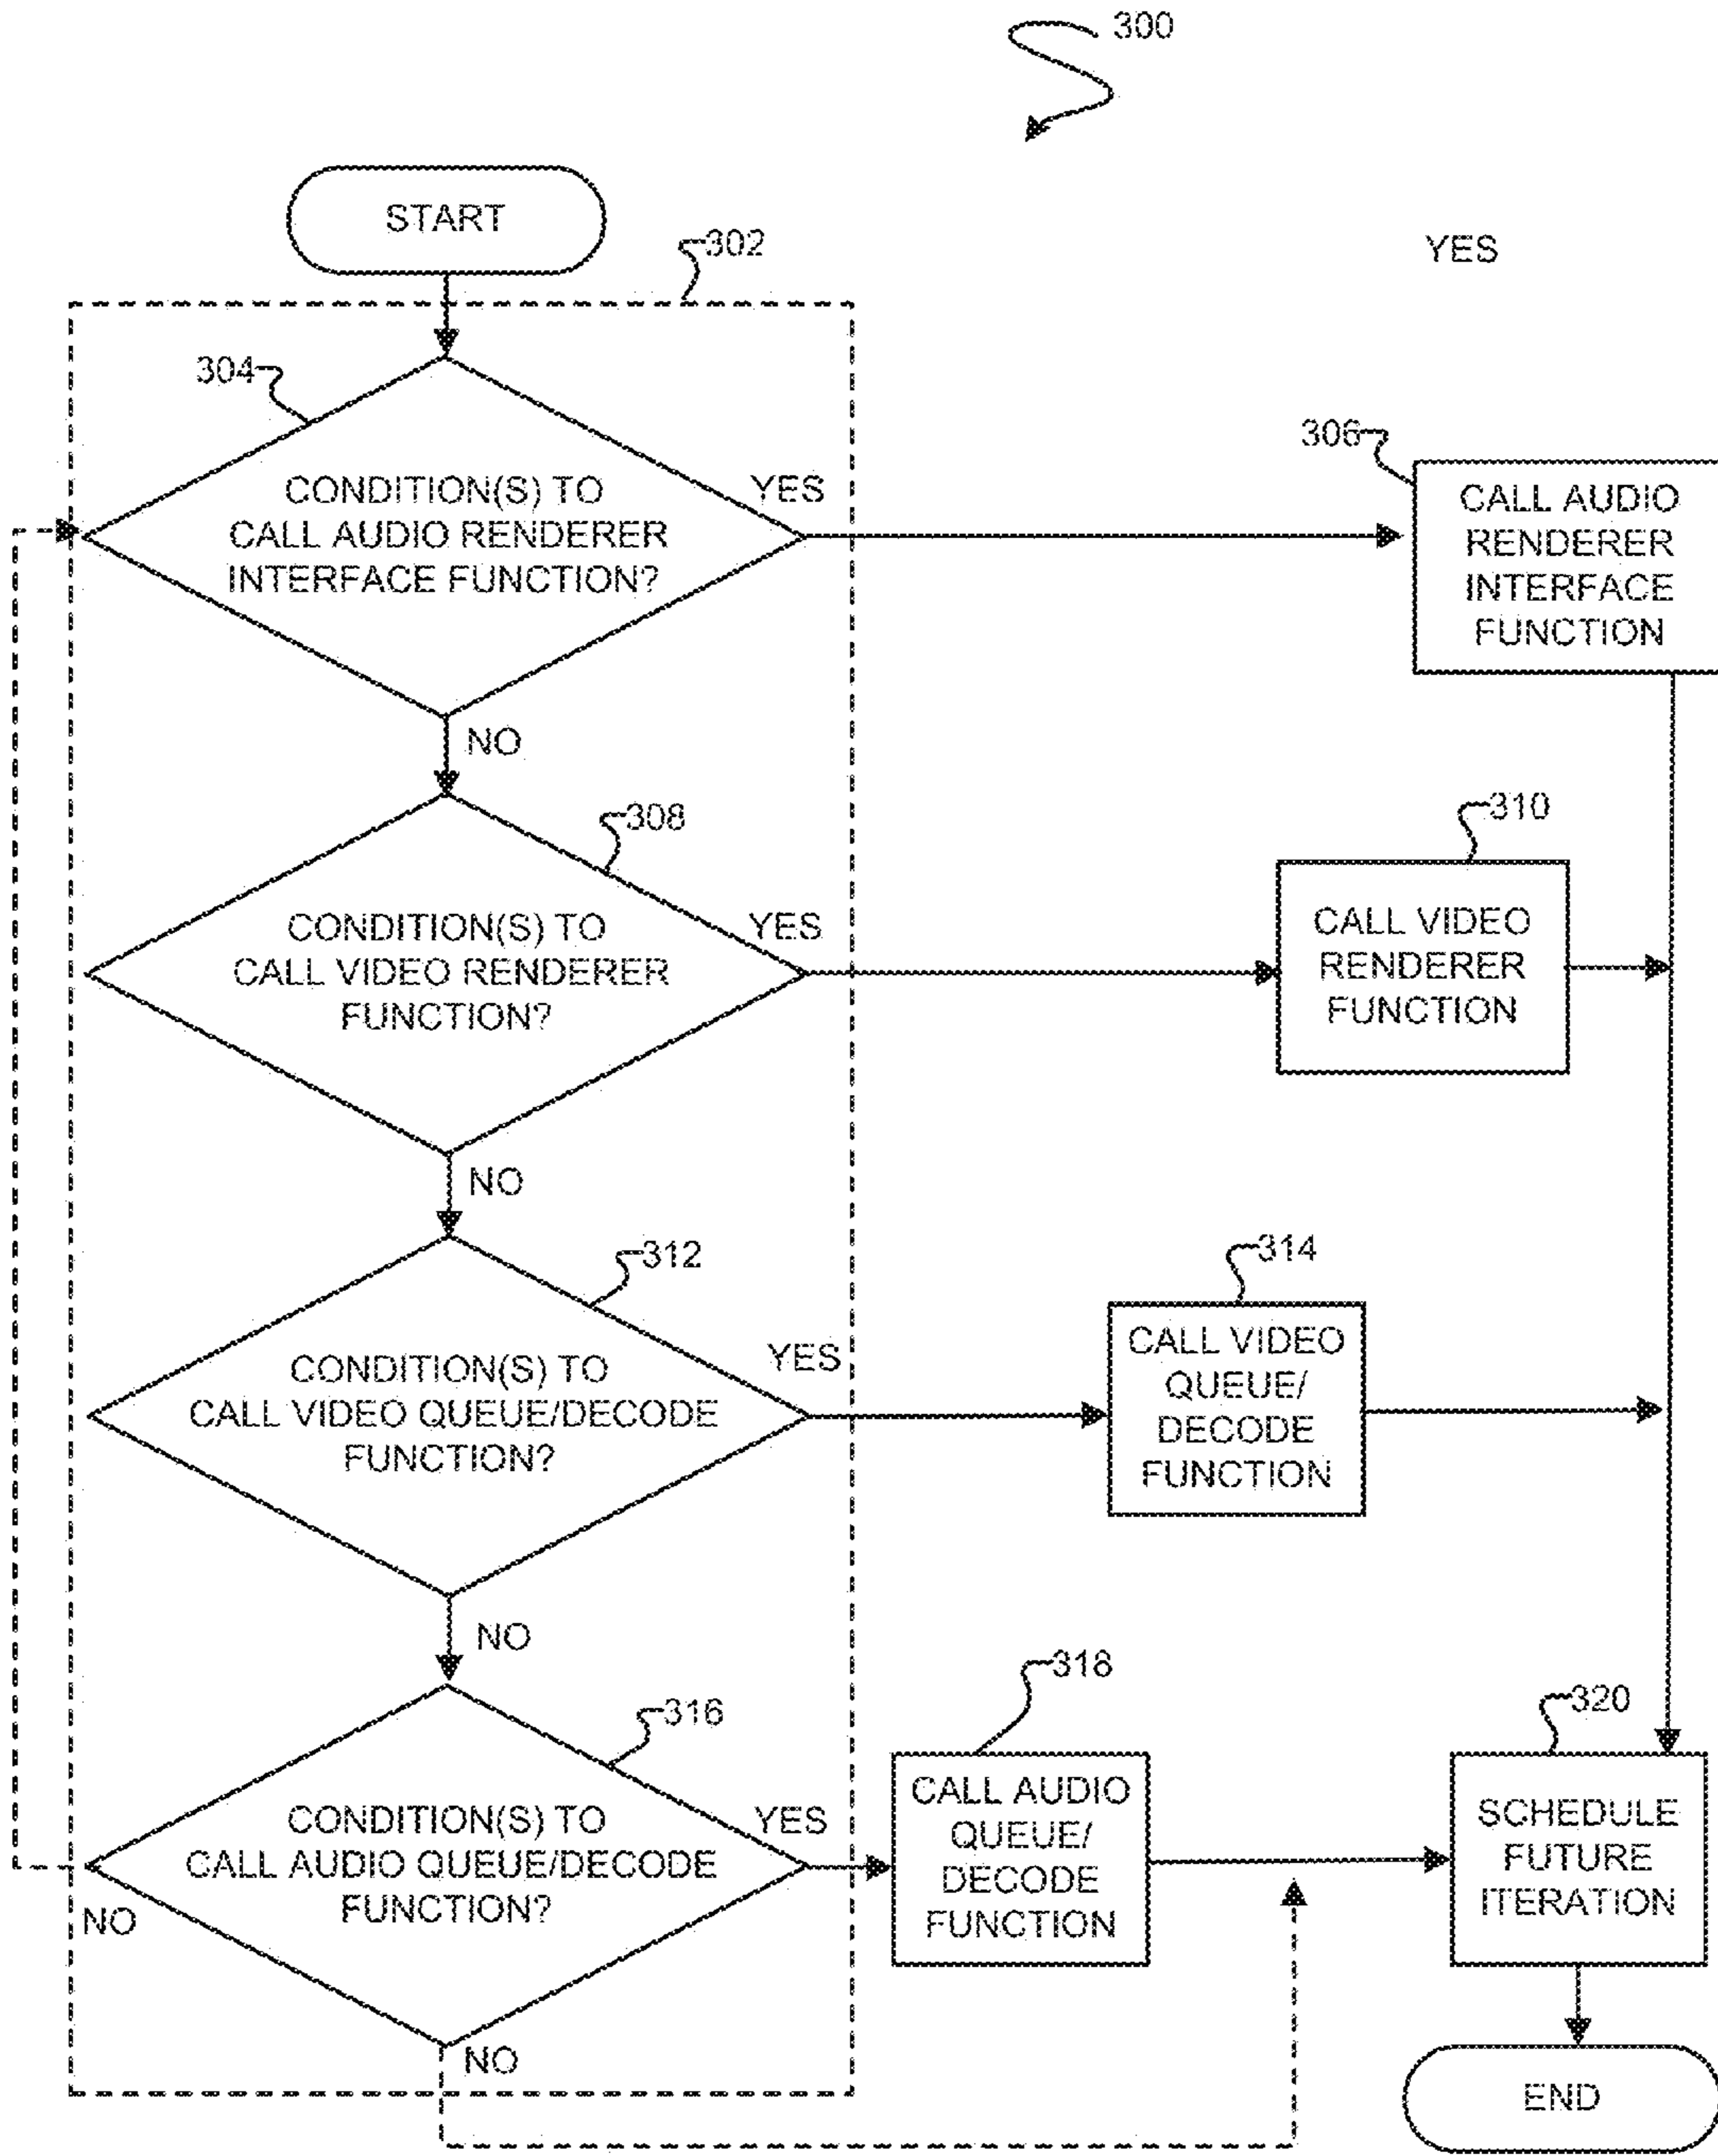 300
START
302
YES
304
CONDITION(S) TO
CALL AUDIO RENDERER
INTERFACE FUNCTION?
YES
306
CALL AUDIO
RENDERER
INTERFACE
FUNCTION
NO
308
CONDITION(S) TO
CALL VIDEO RENDERER
FUNCTION?
YES
310
CALL VIDEO
RENDERER
FUNCTION
NO
312
CONDITION(S) TO
CALL VIDEO QUEUE/DECODE
FUNCTION?
YES
314
CALL VIDEO
QUEUE/
DECODE
FUNCTION
NO
316
CONDITION(S) TO
CALL AUDIO QUEUE/DECODE
FUNCTION?
YES
NO
NO
318
CALL AUDIO
QUEUE/
DECODE
FUNCTION
320
SCHEDULE
FUTURE
ITERATION
END